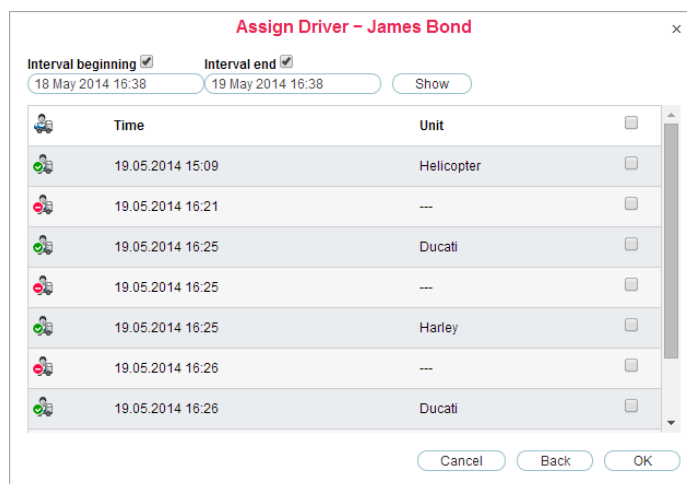 Assign Driver – James Bond ×
Interval beginning Interval end
18 May 2014 16:38 19 May 2014 16:38 Show
Time Unit
19.05.2014 15:09 Helicopter
19.05.2014 16:21 ---
19.05.2014 16:25 Ducati
19.05.2014 16:25 ---
19.05.2014 16:25 Harley
19.05.2014 16:26 ---
19.05.2014 16:26 Ducati
Cancel Back OK